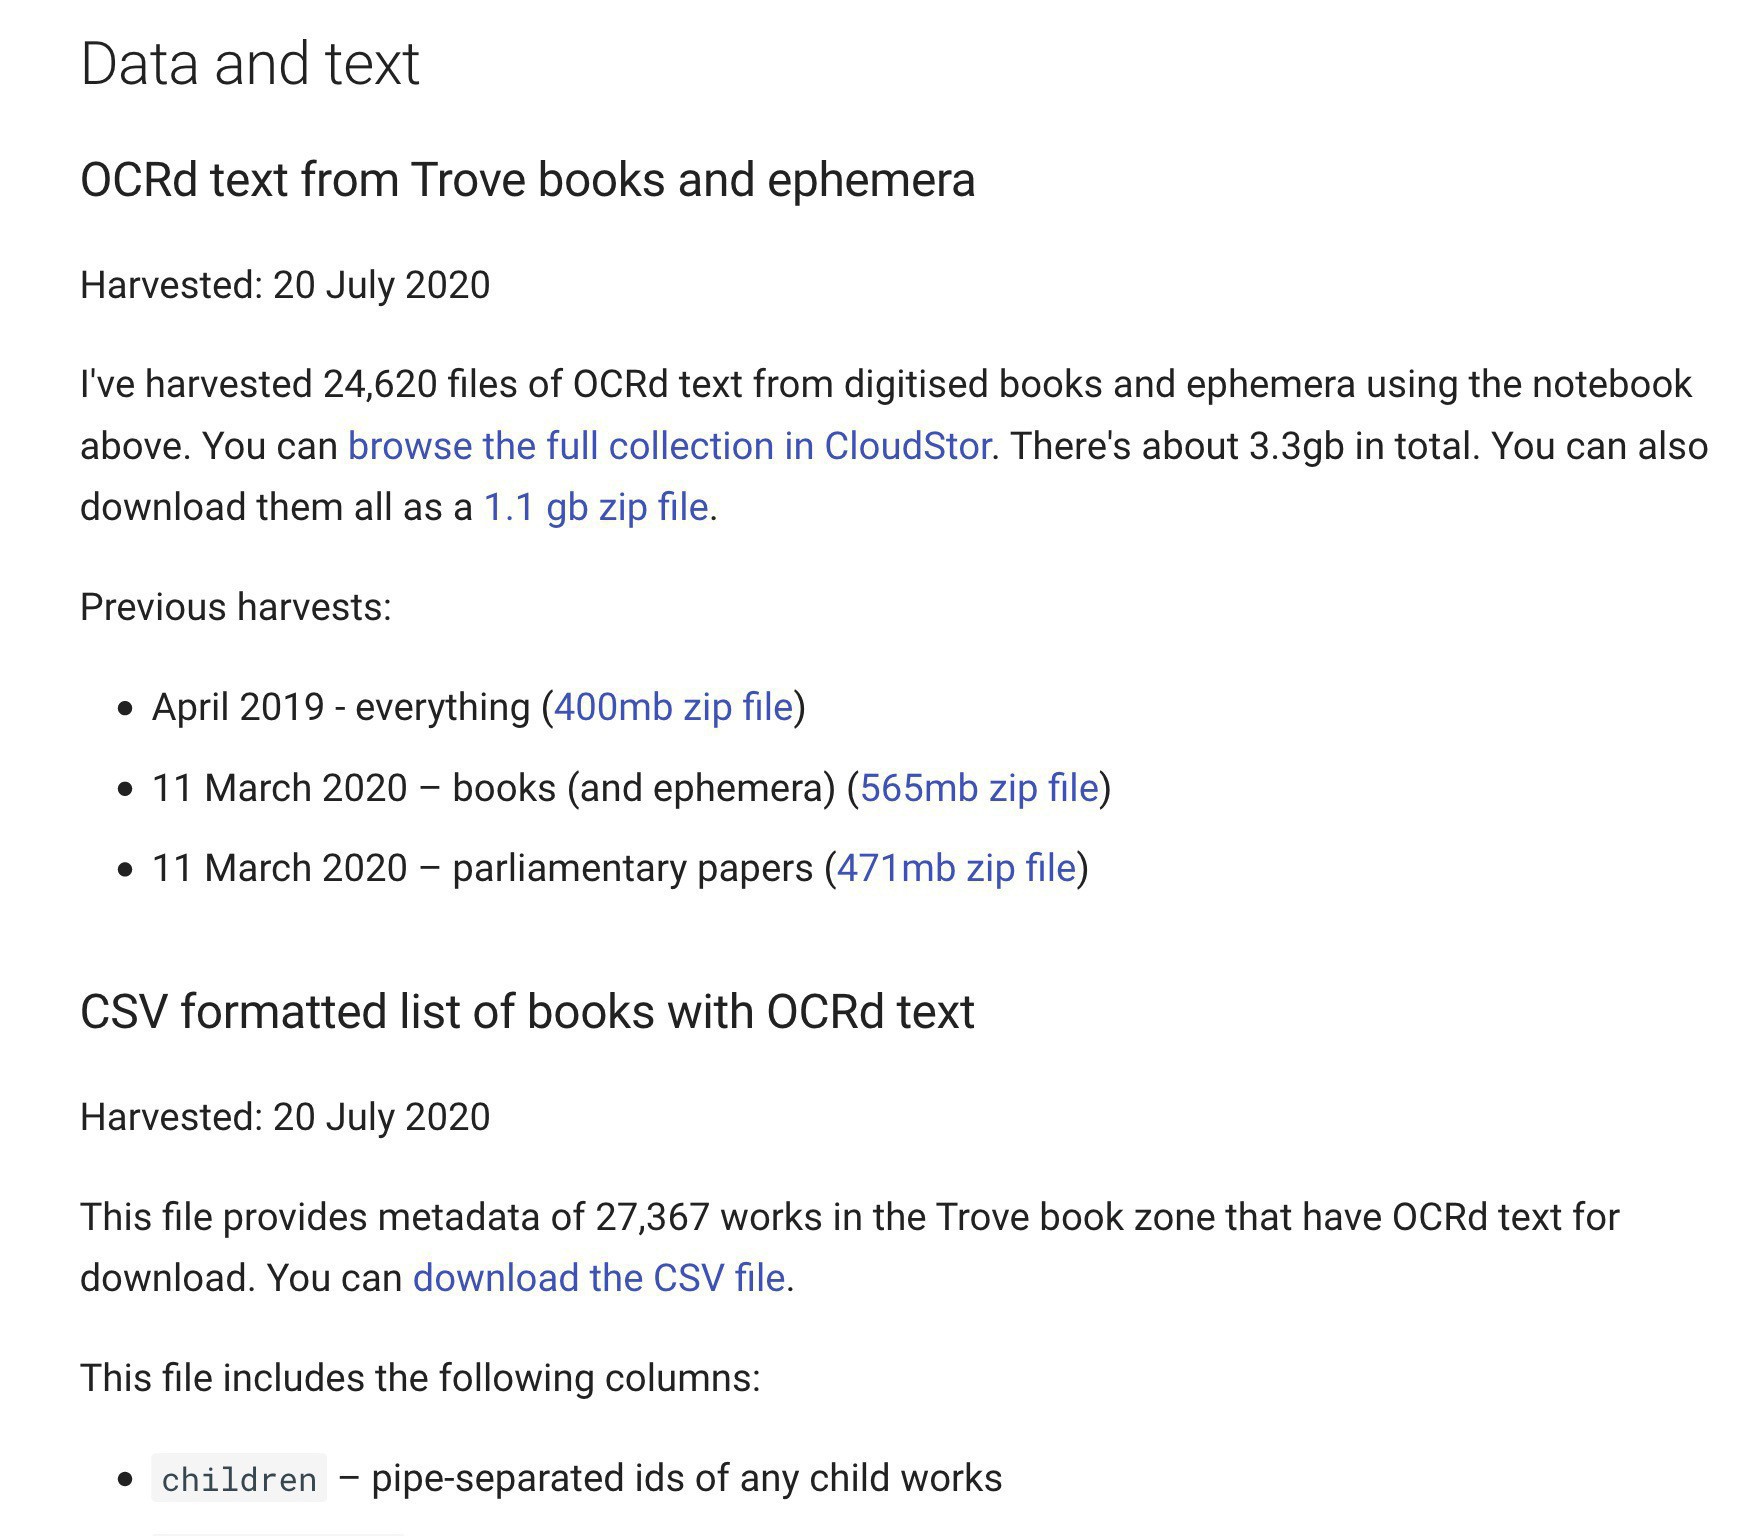 Data and text
OCRd text from Trove books and ephemera
Harvested: 20 July 2020
I've harvested 24,620 files of OCRd text from digitised books and ephemera using the notebook
above. You can browse the full collection in CloudStor. There's about 3.3gb in total. You can also
download them all as a 1.1 gb zip file.
Previous harvests:
• April 2019 - everything (400mb zip file)
• 11 March 2020 – books (and ephemera) (565mb zip file)
• 11 March 2020 – parliamentary papers (471mb zip file)
CSV formatted list of books with OCRd text
Harvested: 20 July 2020
This file provides metadata of 27,367 works in the Trove book zone that have OCRd text for
download. You can download the CSV file.
This file includes the following columns:
• children – pipe-separated ids of any child works